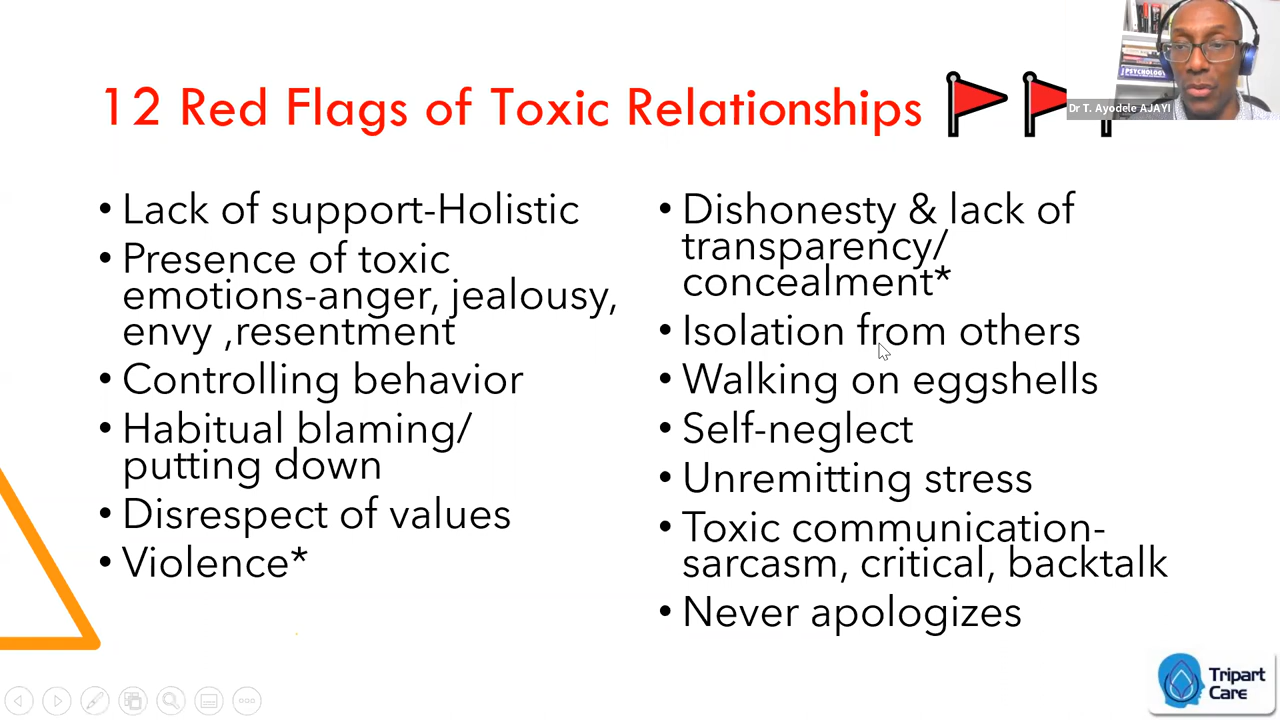 12 Red Flags of Toxic Relationships
• Lack of support-Holistic
• Presence of toxic
emotions-anger, jealousy,
envy ,resentment
• Controlling behavior
• Habitual blaming/
putting down
• Disrespect of values
• Violence*
• Dishonesty & lack of
transparency/
concealment*
• Isolation from others
• Walking on eggshells
• Self-neglect
• Unremitting stress
• Toxic communication-
sarcasm, critical, backtalk
• Never apologizes
PSYCHOLOGY
Dr T. Ayodele AJAYI
Tripart
Care